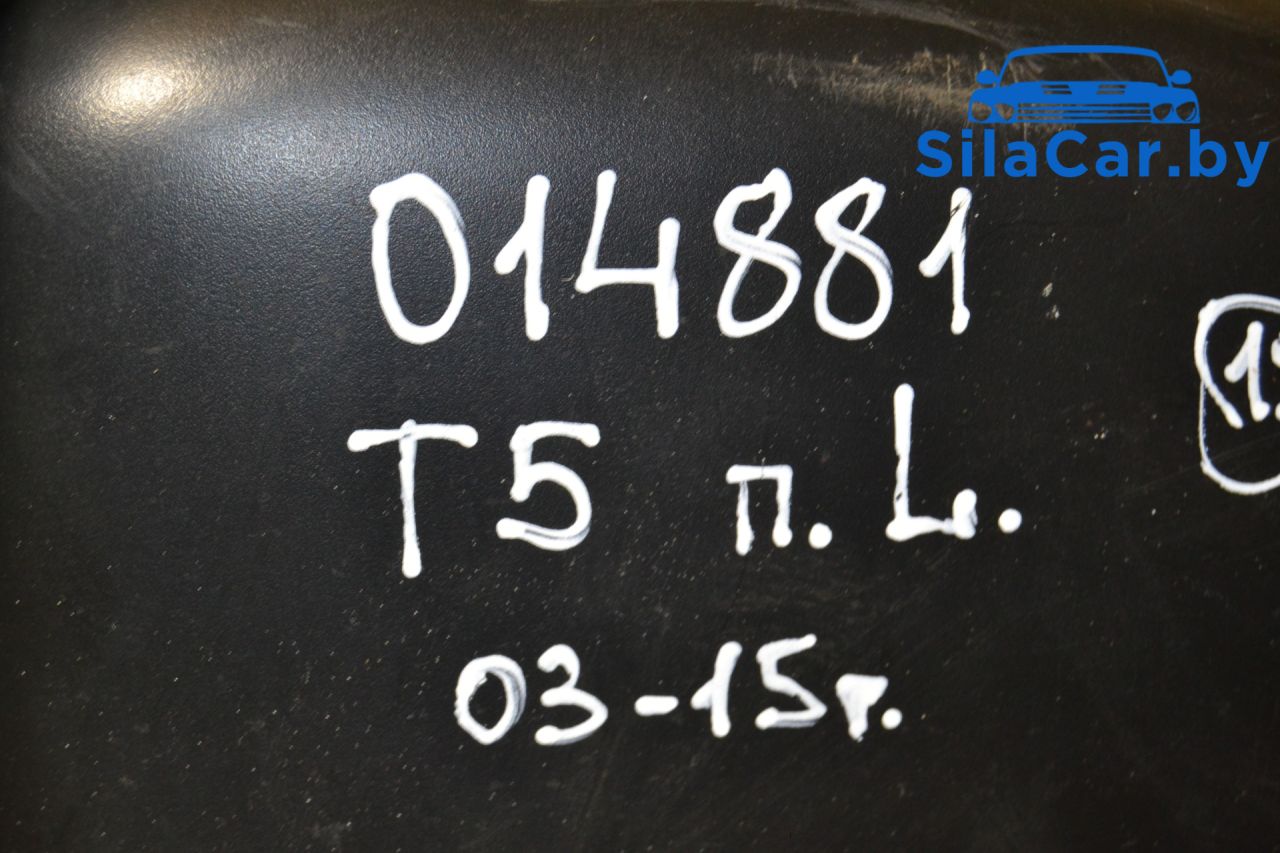 SilaCar.by
014881
T5 п. L.
03-15г.